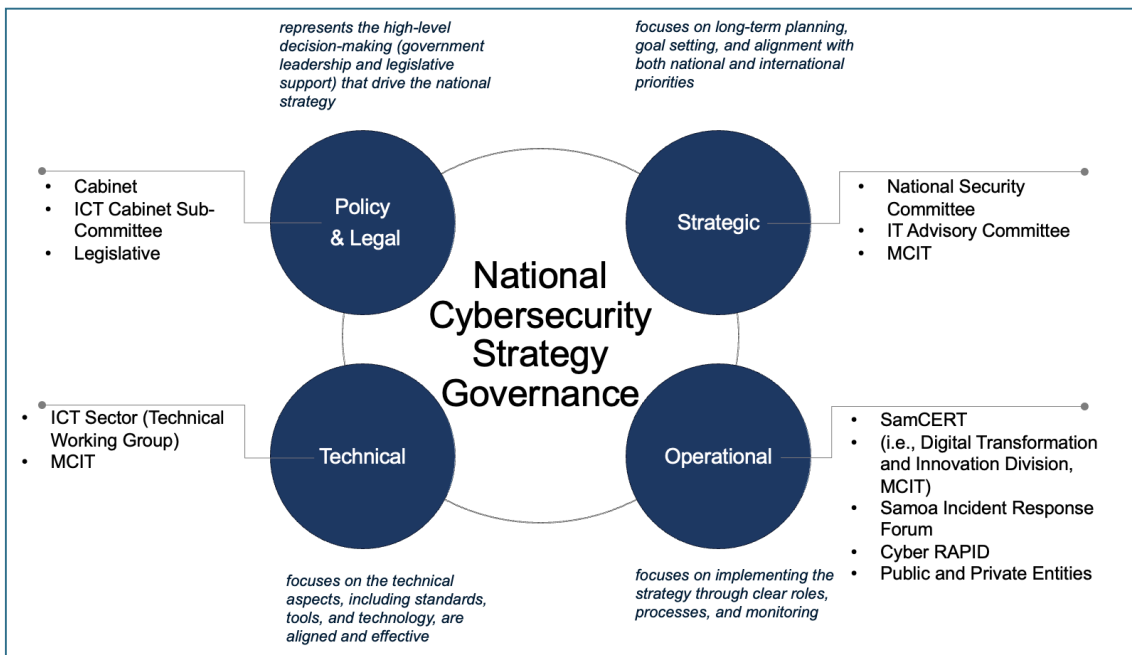 represents the high-level
decision-making (government
leadership and legislative
support) that drive the national
strategy
focuses on long-term planning,
goal setting, and alignment with
both national and international
priorities
• Cabinet
• ICT Cabinet Sub-
Committee
• Legislative
Policy
& Legal
Strategic
• National Security
Committee
• IT Advisory Committee
• MCIT
National
Cybersecurity
Strategy
Governance
• ICT Sector (Technical
Working Group)
• MCIT
Technical
Operational
• SamCERT
• (i.e., Digital Transformation
and Innovation Division,
MCIT)
• Samoa Incident Response
Forum
• Cyber RAPID
• Public and Private Entities
focuses on the technical
aspects, including standards,
tools, and technology, are
aligned and effective
focuses on implementing the
strategy through clear roles,
processes, and monitoring